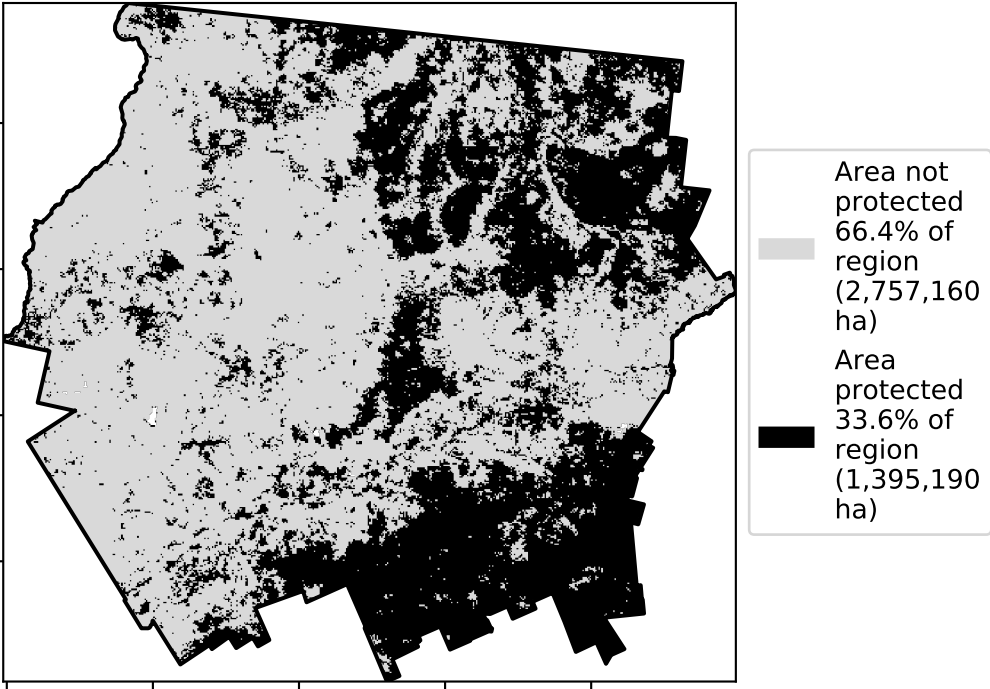 Area not
protected
66.4% of
region
(2,757,160
ha)
Area
protected
33.6% of
region
(1,395,190
ha)